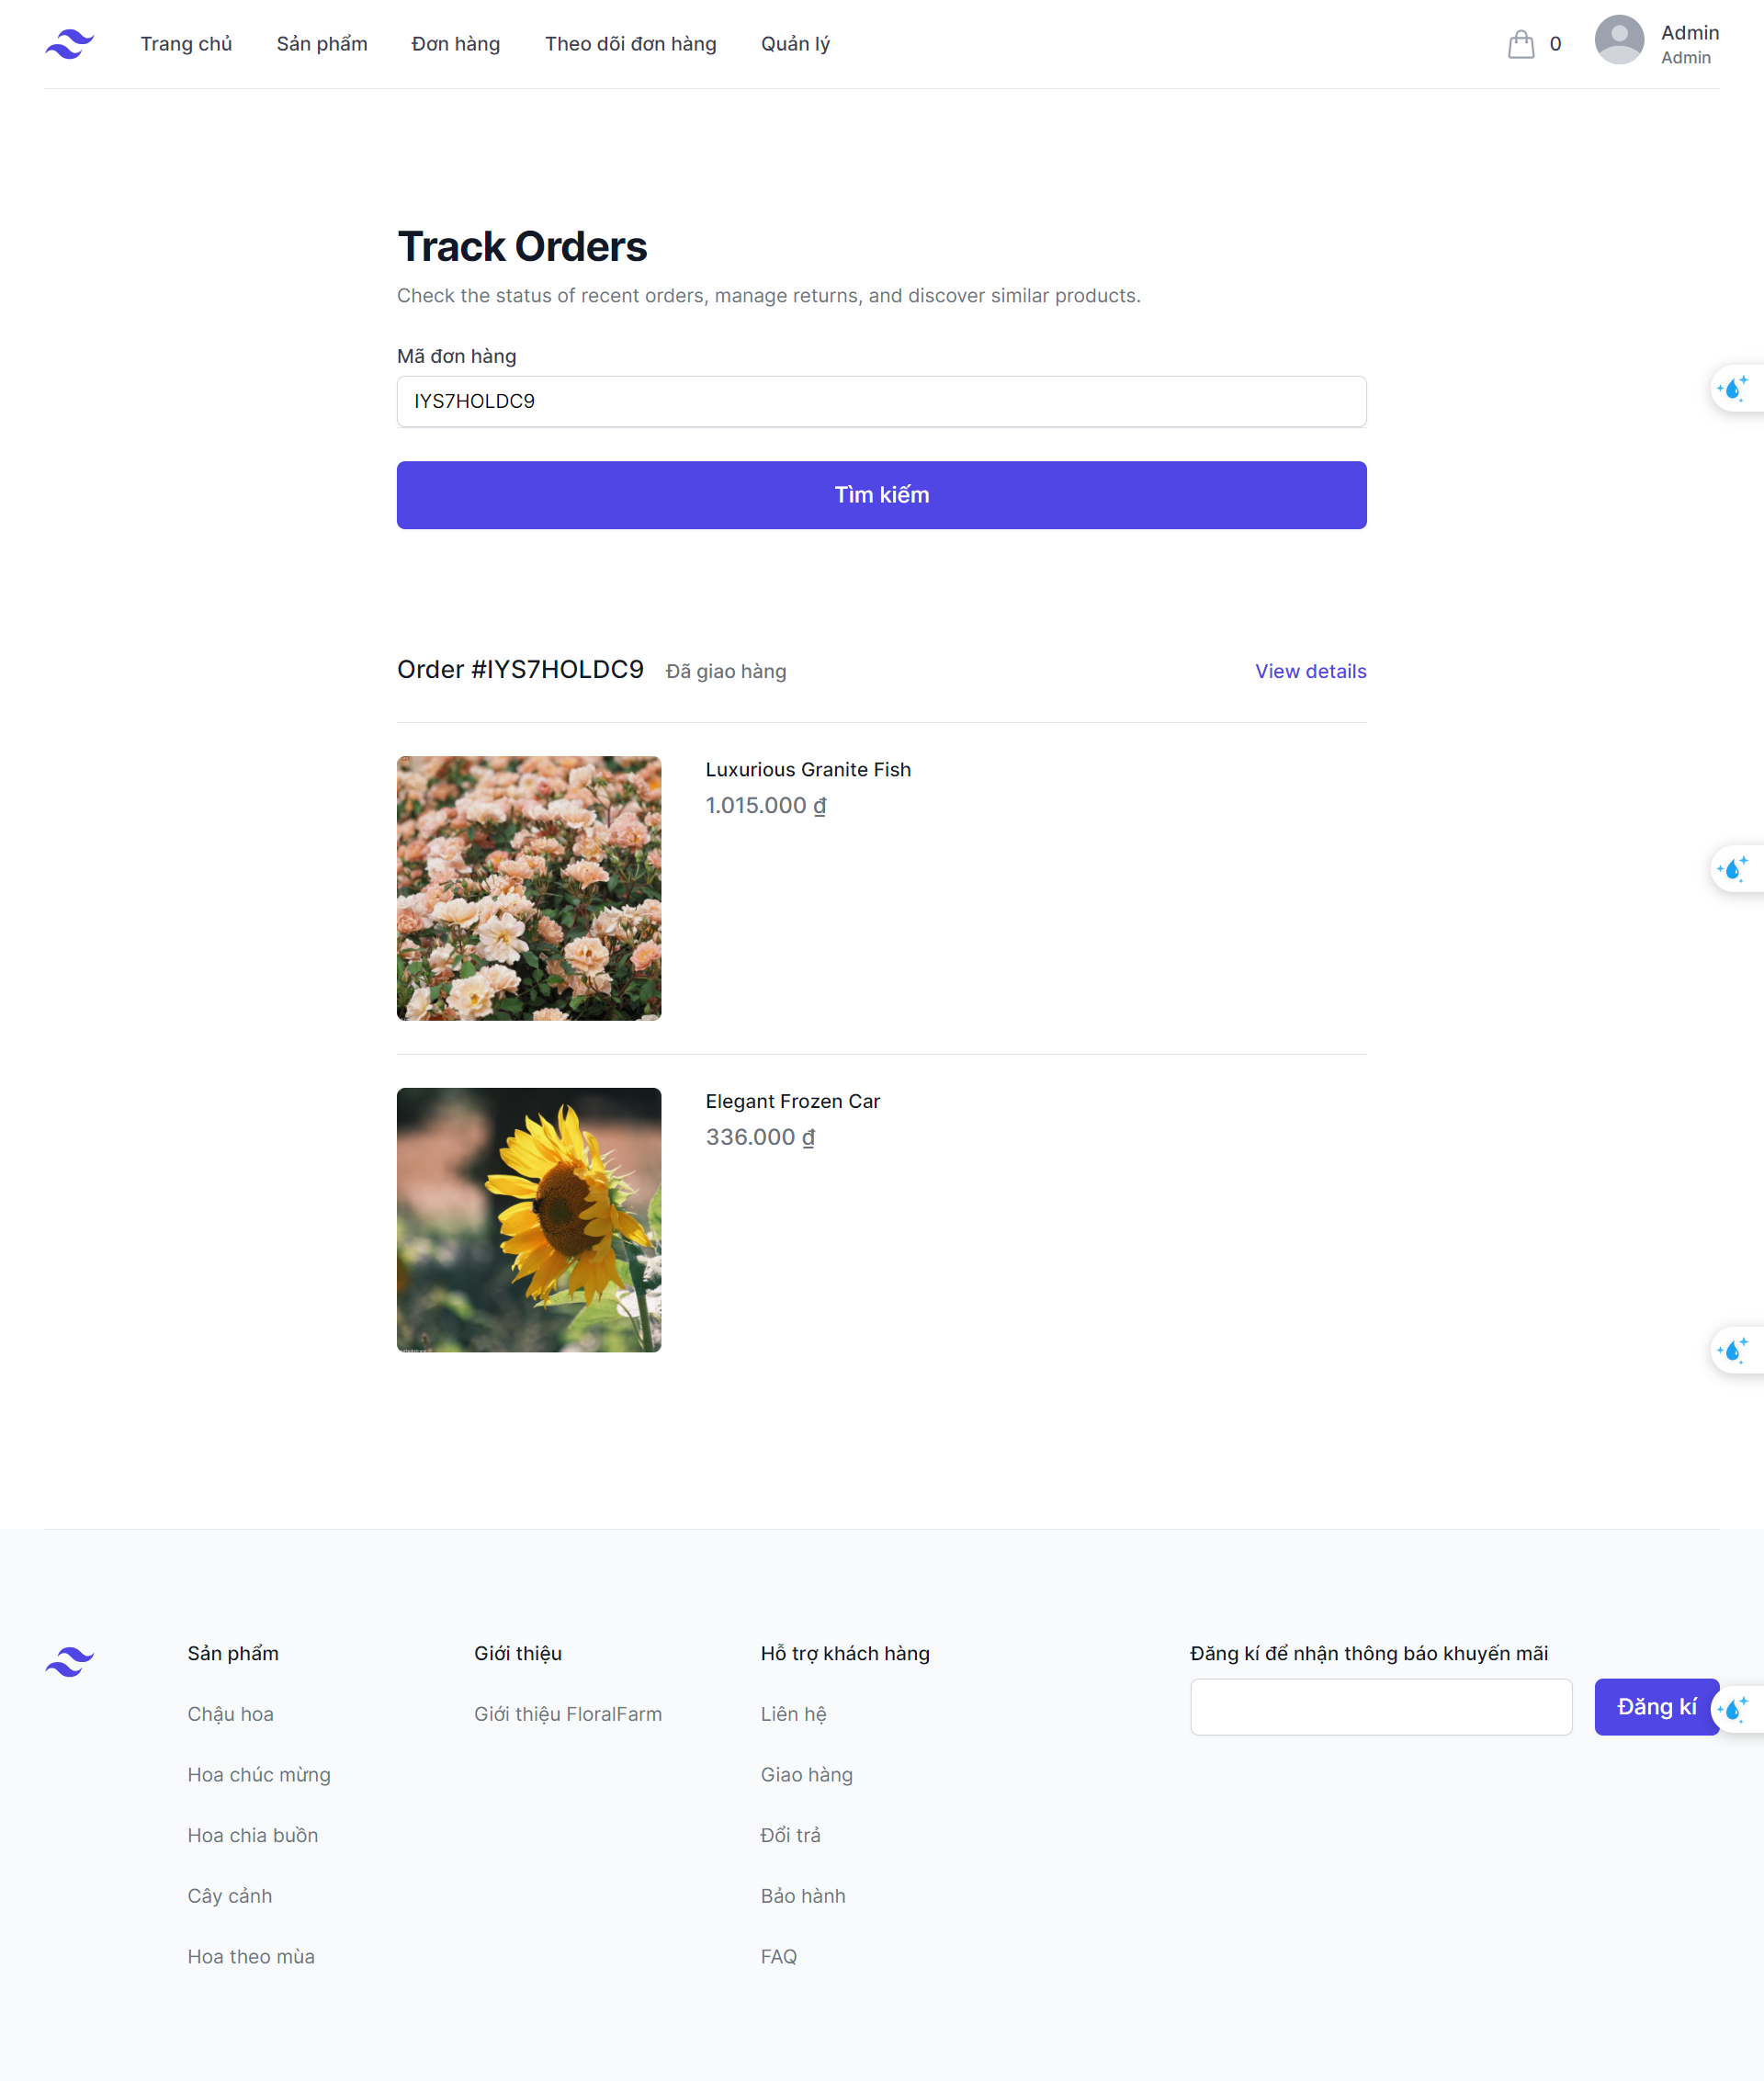 Trang chủ Sản phẩm Đơn hàng Theo dõi đơn hàng Quản lý 0 Admin
Admin
Track Orders
Check the status of recent orders, manage returns, and discover similar products.
Mã đơn hàng
IYS7HOLDC9
Tìm kiếm
Order #IYS7HOLDC9 Đã giao hàng View details
Luxurious Granite Fish
1.015.000 ₫
Elegant Frozen Car
336.000 ₫
Sản phẩm Giới thiệu Hỗ trợ khách hàng Đăng kí để nhận thông báo khuyến mãi
Chậu hoa Giới thiệu FloralFarm Liên hệ Đăng kí
Hoa chúc mừng Giao hàng
Hoa chia buồn Đổi trả
Cây cảnh Bảo hành
Hoa theo mùa FAQ